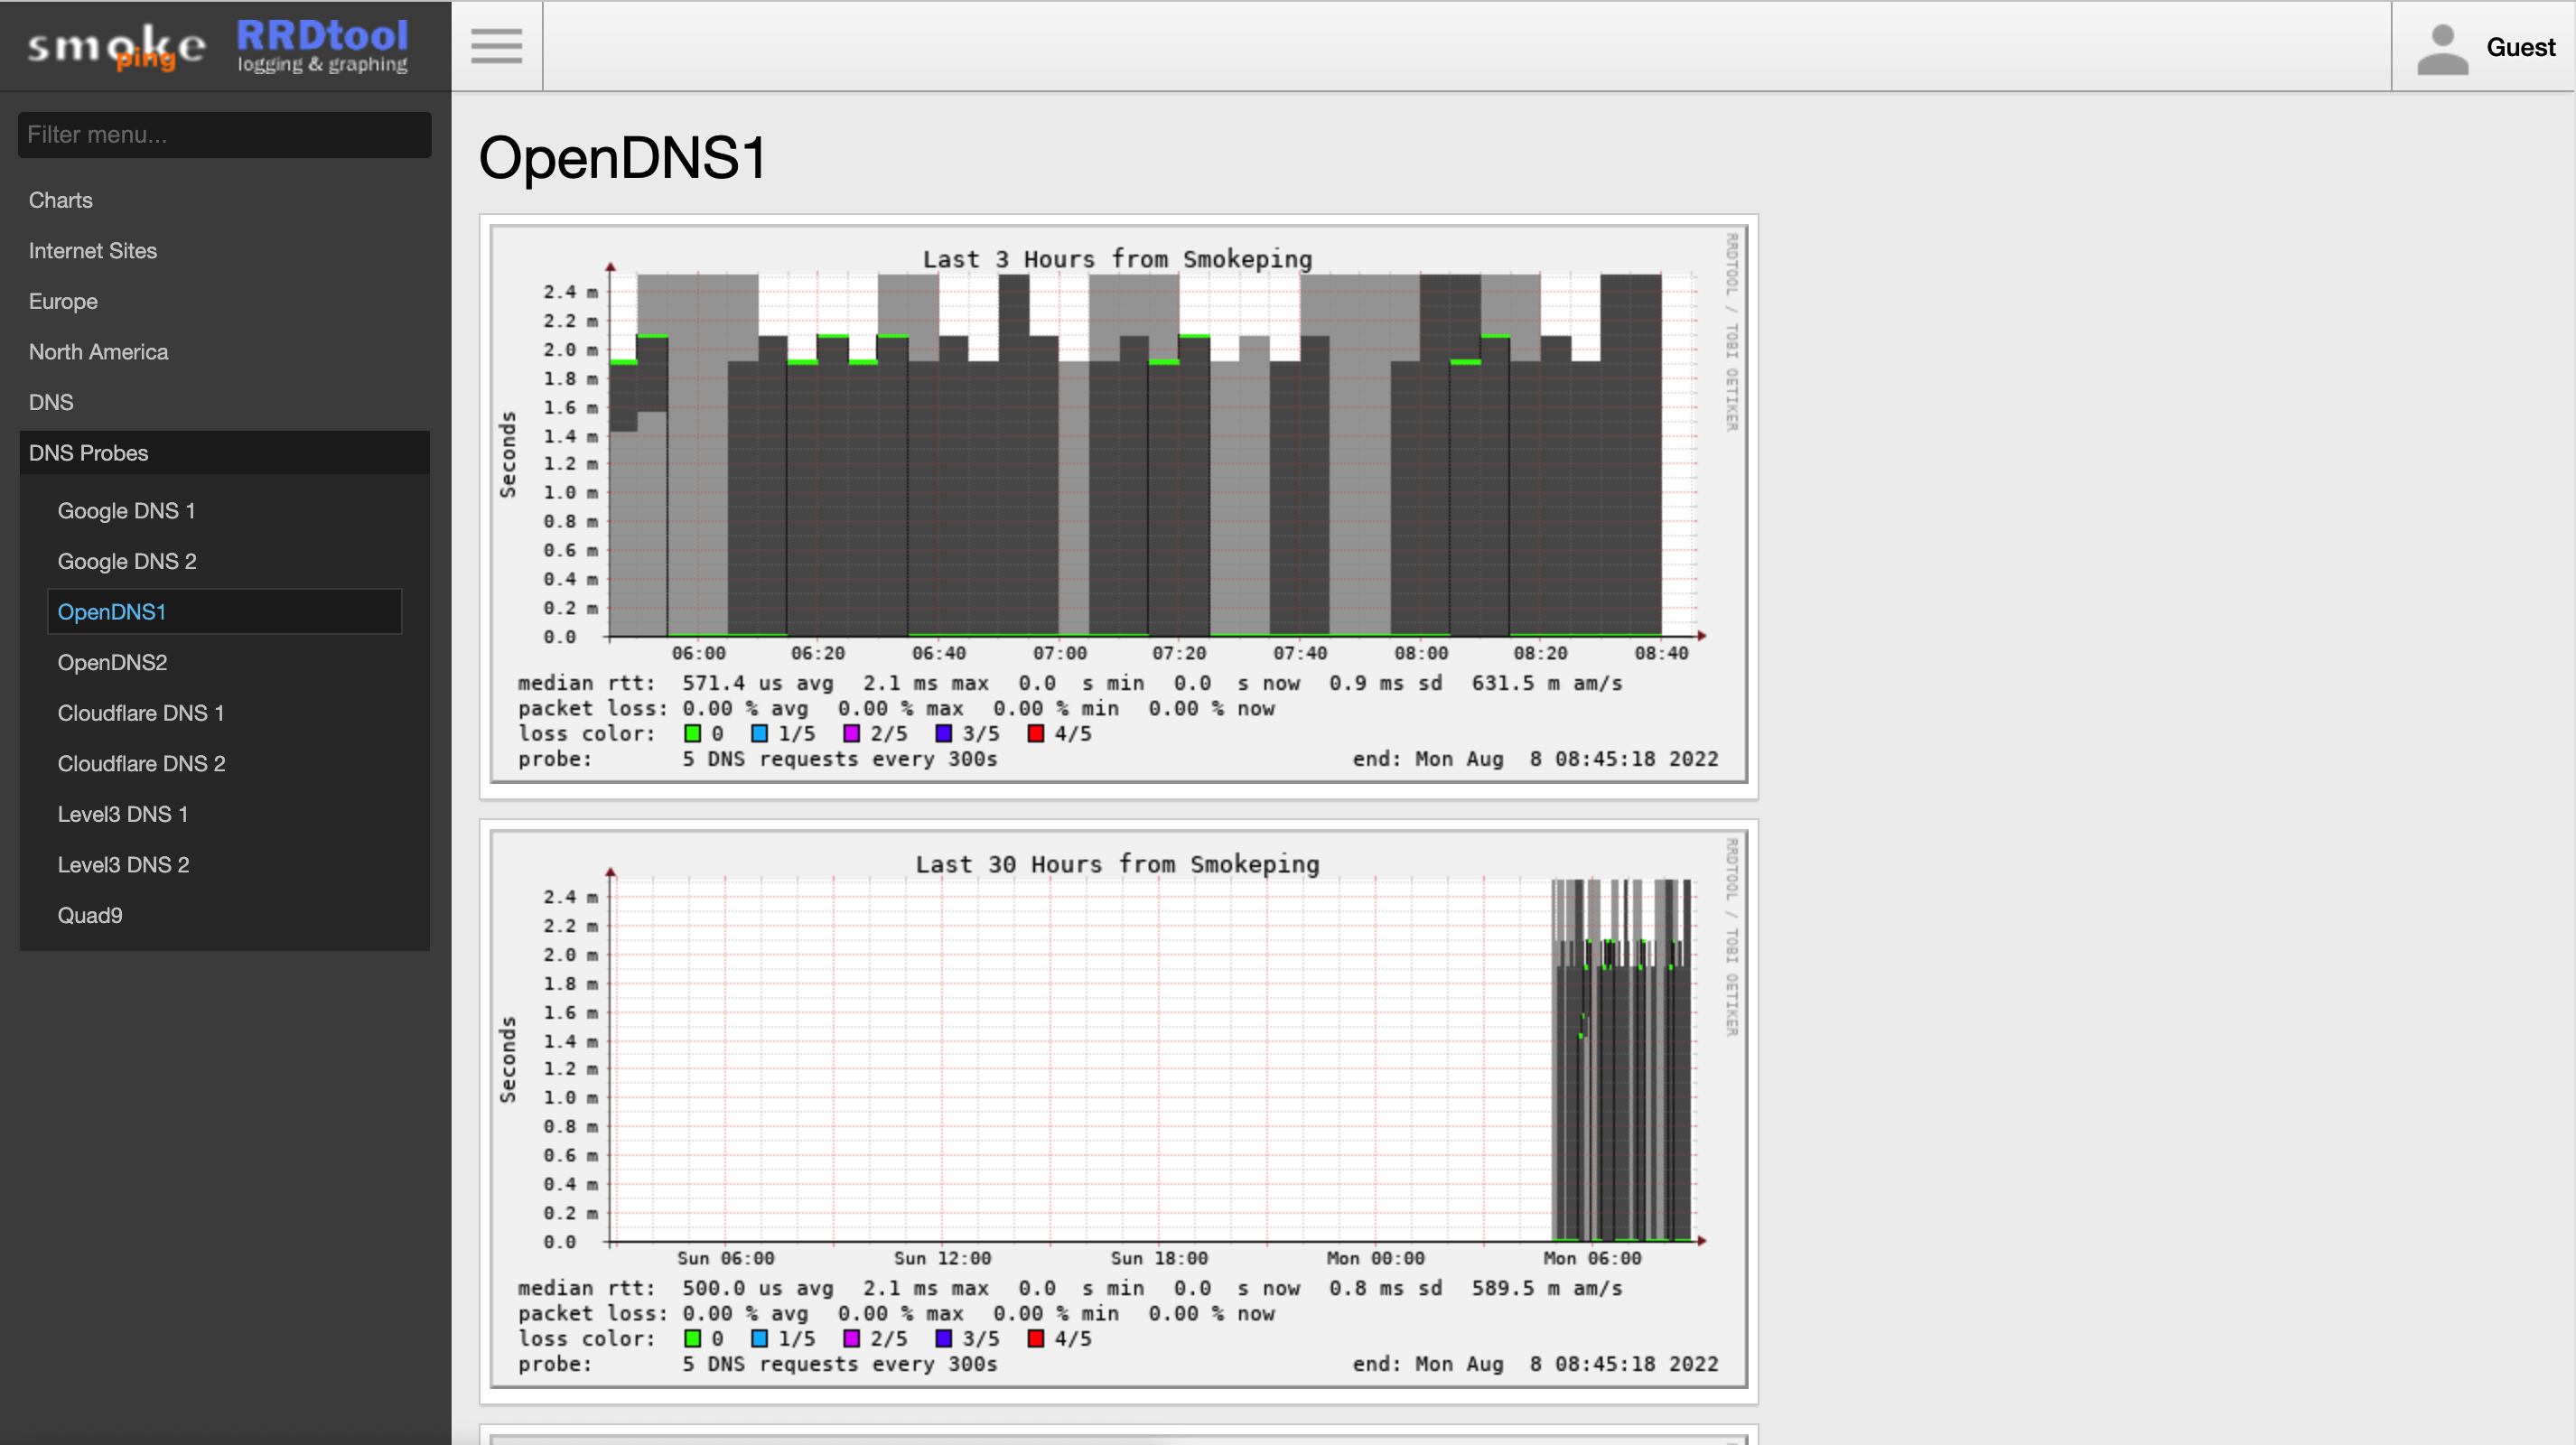 smokeping
RRDtool
logging & graphing
Guest
Filter menu...
Charts
Internet Sites
Europe
North America
DNS
DNS Probes
Google DNS 1
Google DNS 2
OpenDNS1
OpenDNS2
Cloudflare DNS 1
Cloudflare DNS 2
Level3 DNS 1
Level3 DNS 2
Quad9
OpenDNS1
Last 3 Hours from Smokeping
RRDTOOL / TOBI OETIKER
Seconds
2.4 m
2.2 m
2.0 m
1.8 m
1.6 m
1.4 m
1.2 m
1.0 m
0.8 m
0.6 m
0.4 m
0.2 m
0.0
06:00 06:20 06:40 07:00 07:20 07:40 08:00 08:20 08:40
median rtt: 571.4 us avg 2.1 ms max 0.0 s min 0.0 s now 0.9 ms sd 631.5 m am/s
packet loss: 0.00 % avg 0.00 % max 0.00 % min 0.00 % now
loss color: 0 1/5 2/5 3/5 4/5
probe: 5 DNS requests every 300s end: Mon Aug 8 08:45:18 2022
Last 30 Hours from Smokeping
RRDTOOL / TOBI OETIKER
Seconds
2.4 m
2.2 m
2.0 m
1.8 m
1.6 m
1.4 m
1.2 m
1.0 m
0.8 m
0.6 m
0.4 m
0.2 m
0.0
Sun 06:00 Sun 12:00 Sun 18:00 Mon 00:00 Mon 06:00
median rtt: 500.0 us avg 2.1 ms max 0.0 s min 0.0 s now 0.8 ms sd 589.5 m am/s
packet loss: 0.00 % avg 0.00 % max 0.00 % min 0.00 % now
loss color: 0 1/5 2/5 3/5 4/5
probe: 5 DNS requests every 300s end: Mon Aug 8 08:45:18 2022